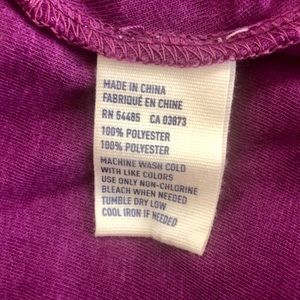 MADE IN CHINA
FABRIQUÉ EN CHINE
RN 54485 CA 03873
100% POLYESTER
100% POLYESTER
MACHINE WASH COLD
WITH LIKE COLORS
USE ONLY NON-CHLORINE
BLEACH WHEN NEEDED
TUMBLE DRY LOW
COOL IRON IF NEEDED